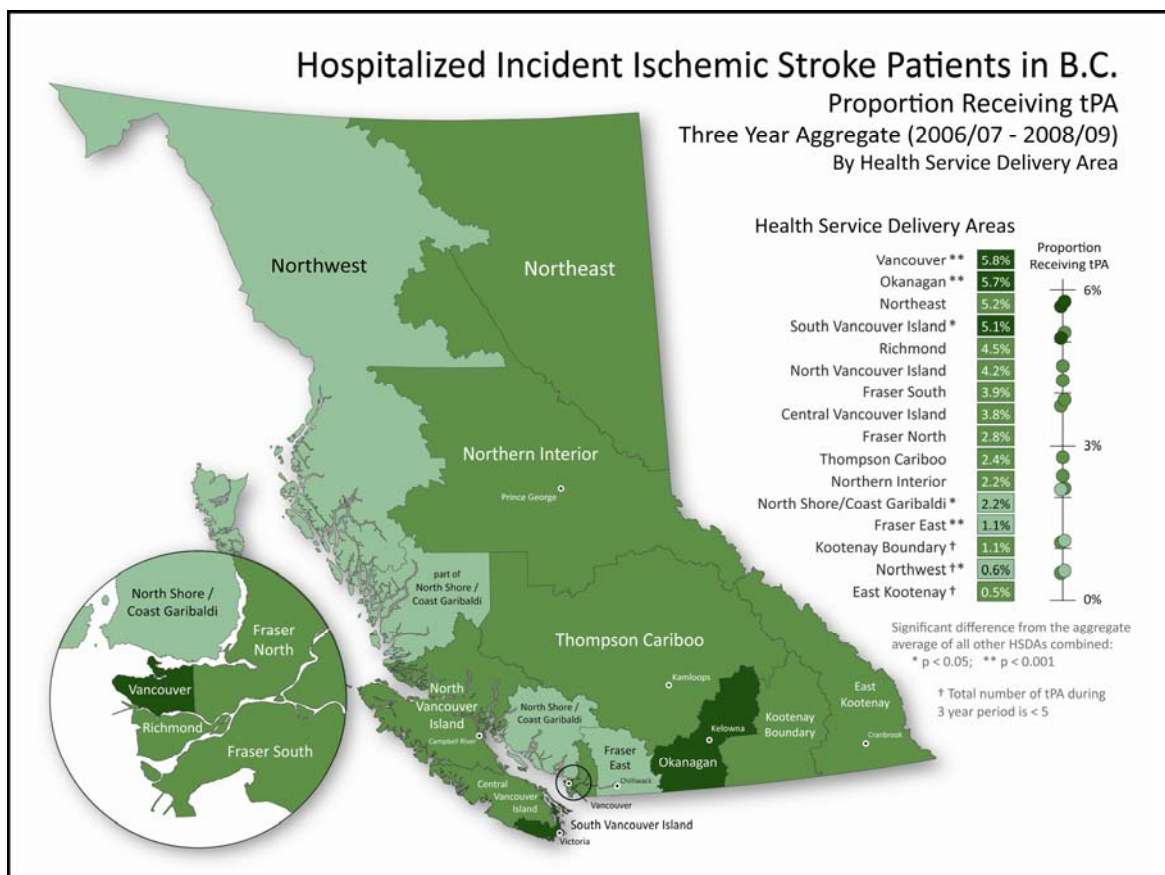 Hospitalized Incident Ischemic Stroke Patients in B.C.
Proportion Receiving tPA
Three Year Aggregate (2006/07 - 2008/09)
By Health Service Delivery Area
Health Service Delivery Areas
Proportion
Receiving tPA
Vancouver ** 5.8%
Okanagan ** 5.7%
Northeast 5.2%
South Vancouver Island * 5.1%
Richmond 4.5%
North Vancouver Island 4.2%
Fraser South 3.9%
Central Vancouver Island 3.8%
Fraser North 2.8%
Thompson Cariboo 2.4%
Northern Interior 2.2%
North Shore/Coast Garibaldi * 2.2%
Fraser East ** 1.1%
Kootenay Boundary † 1.1%
Northwest †* 0.6%
East Kootenay † 0.5%
6%
3%
0%
Significant difference from the aggregate
average of all other HSDAs combined:
* p < 0.05; ** p < 0.001
† Total number of tPA during
3 year period is < 5
Northwest
Northeast
Northern Interior
Prince George
part of
North Shore /
Coast Garibaldi
Thompson Cariboo
Kamloops
North
Vancouver
Island
Campbell River
North Shore /
Coast Garibaldi
Fraser
East
Chilliwack
Okanagan
Kelowna
Kootenay
Boundary
East
Kootenay
Cranbrook
Central
Vancouver
Island
Vancouver
South Vancouver Island
Victoria
North Shore /
Coast Garibaldi
Fraser
North
Vancouver
Richmond
Fraser South